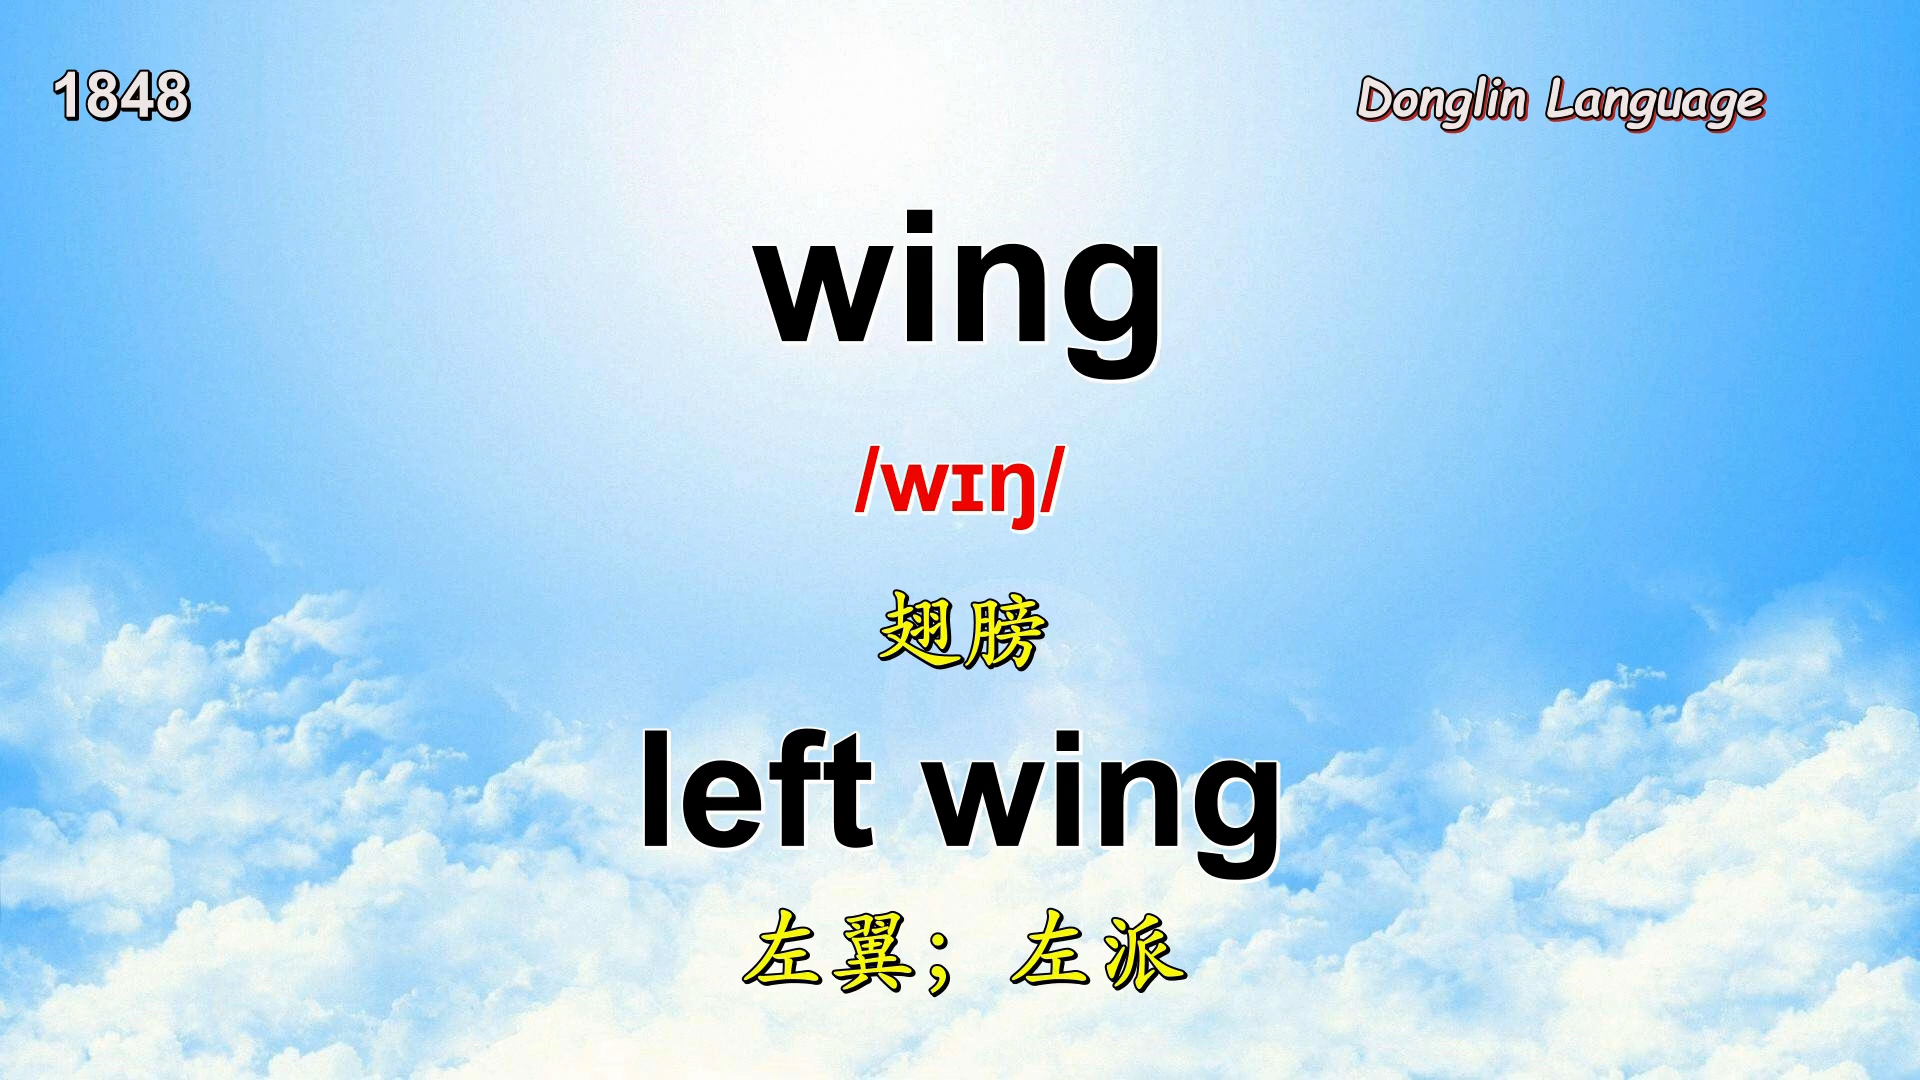 1848
Donglin Language
wing
/wɪŋ/
翅膀
left wing
左翼；左派